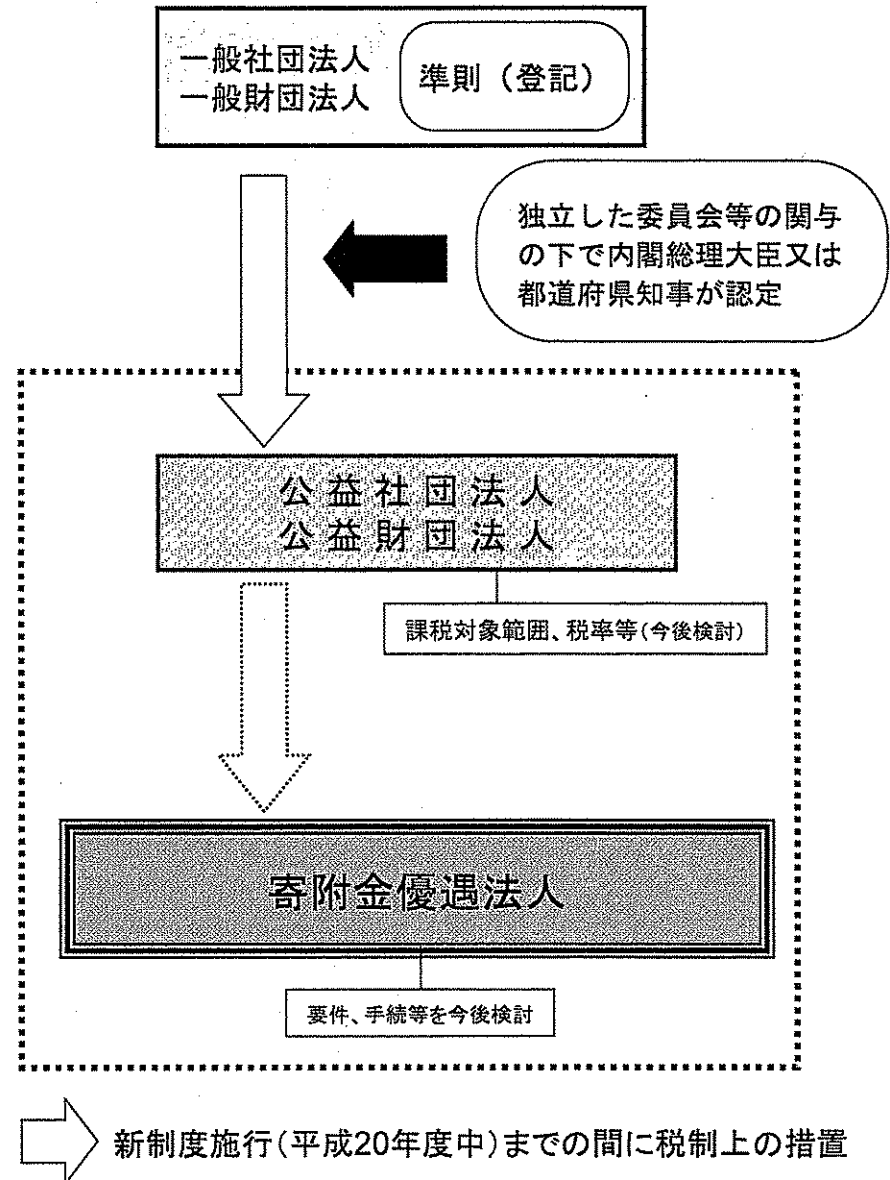 一般社団法人
一般財団法人
準則（登記）
独立した委員会等の関与
の下で内閣総理大臣又は
都道府県知事が認定
公益社団法人
公益財団法人
課税対象範囲、税率等（今後検討）
寄附金優遇法人
要件、手続等を今後検討
新制度施行（平成20年度中）までの間に税制上の措置